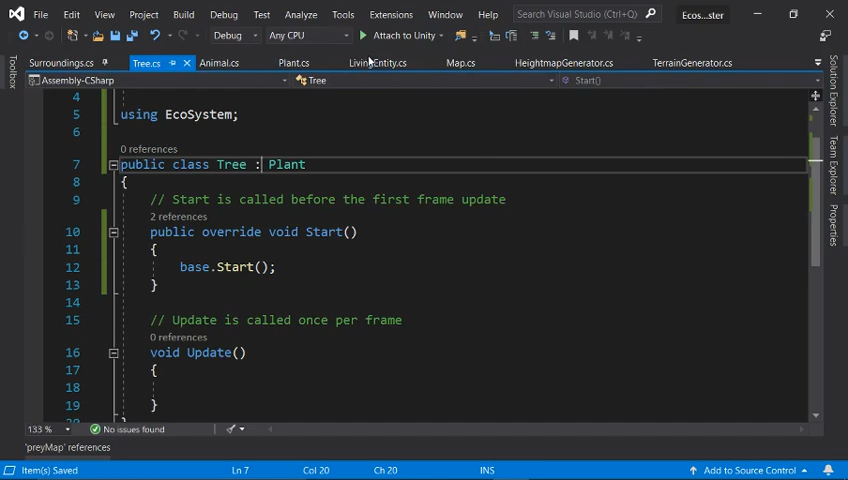 File Edit View Git Project Build Debug Test Analyze Tools Extensions Window Help Search Visual Studio (Ctrl+Q) Ecos...ster
Debug Any CPU Attach to Unity
Surroundings.cs Tree.cs Animal.cs Plant.cs LivingEntity.cs Map.cs HeightmapGenerator.cs TerrainGenerator.cs
Toolbox
Solution Explorer
Team Explorer
Properties
Assembly-CSharp Tree Start()
4
5 using EcoSystem;
6
0 references
7 public class Tree : Plant
8 {
9 // Start is called before the first frame update
2 references
10 public override void Start()
11 {
12 base.Start();
13 }
14
15 // Update is called once per frame
0 references
16 void Update()
17 {
18
19 }
133 % No issues found
'preyMap' references
Item(s) Saved Ln 7 Col 20 Ch 20 INS Add to Source Control